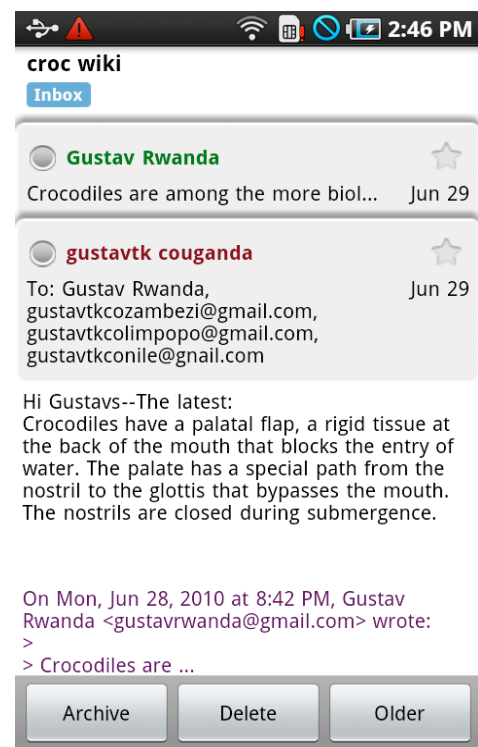 2:46 PM
croc wiki
Inbox
Gustav Rwanda
Crocodiles are among the more biol... Jun 29
gustavtk couganda
To: Gustav Rwanda, Jun 29
gustavtkcozambezi@gmail.com,
gustavtkcolimpopo@gmail.com,
gustavtkconile@gnail.com
Hi Gustavs--The latest:
Crocodiles have a palatal flap, a rigid tissue at
the back of the mouth that blocks the entry of
water. The palate has a special path from the
nostril to the glottis that bypasses the mouth.
The nostrils are closed during submergence.
On Mon, Jun 28, 2010 at 8:42 PM, Gustav
Rwanda <gustavrwanda@gmail.com> wrote:
>
> Crocodiles are ...
Archive Delete Older